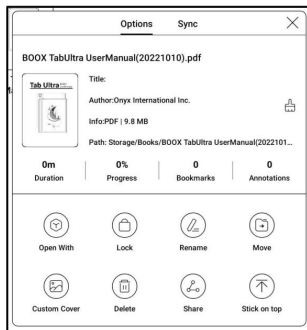 Options Sync
BOOX TabUltra UserManual(20221010).pdf
Tab Ultra
Title:
Author:Onyx International Inc.
Info:PDF | 9.8 MB
Path: Storage/Books/BOOX TabUltra UserManual(2022101...
0m 0% 0 0
Duration Progress Bookmarks Annotations
Open With Lock Rename Move
Custom Cover Delete Share Stick on top